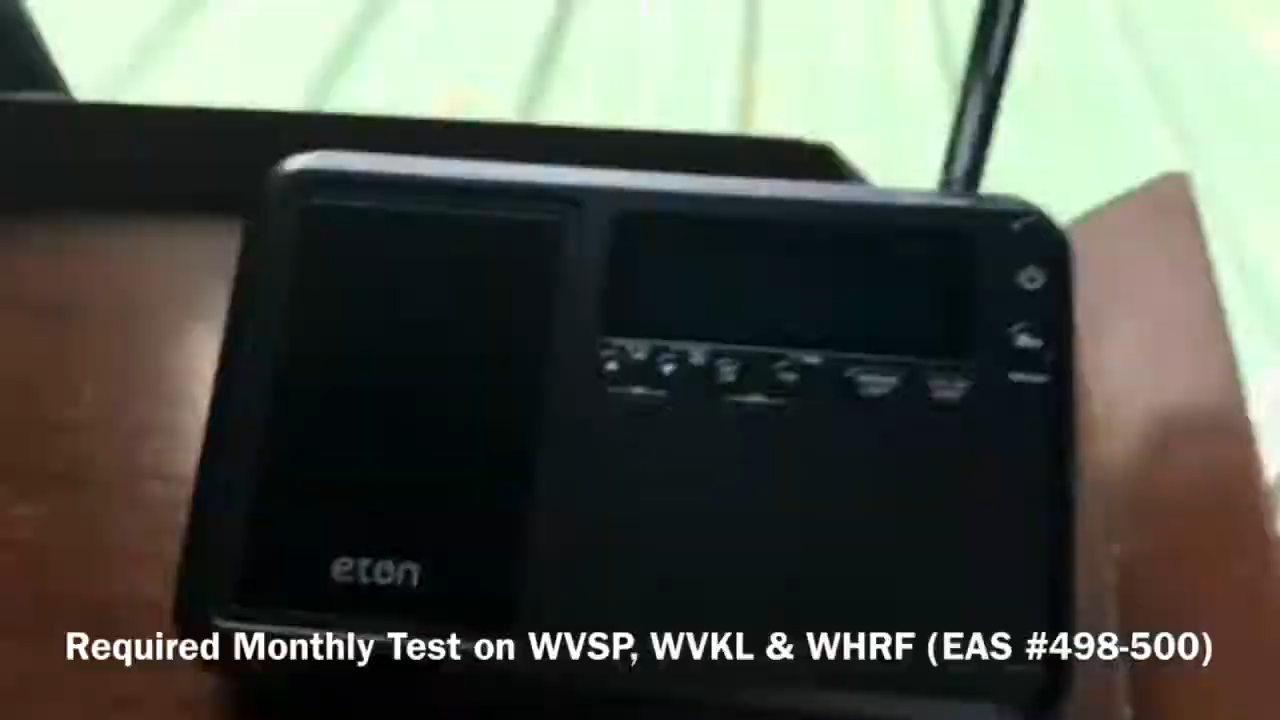 eton
Required Monthly Test on WVSP, WVKL & WHRF (EAS #498-500)